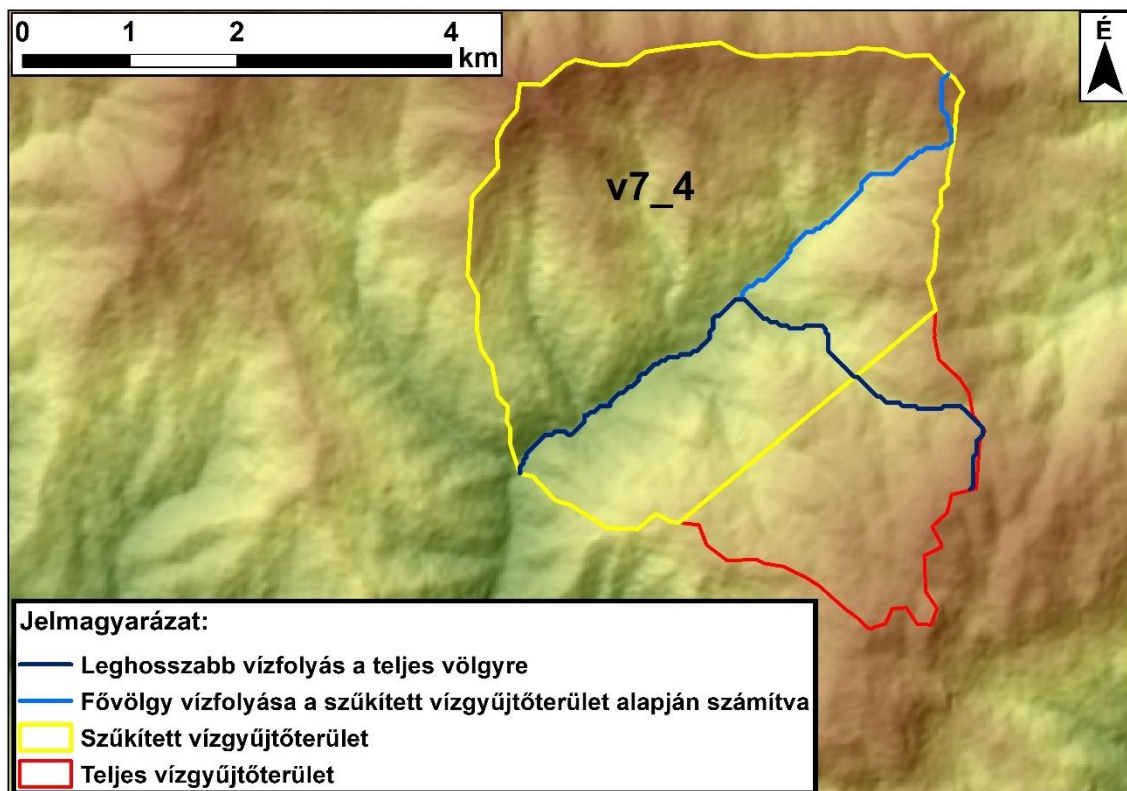 0 1 2 4
km
É
v7_4
Jelmagyarázat:
Leghosszabb vízfolyás a teljes völgyre
Fővölgy vízfolyása a szűkített vízgyűjtőterület alapján számítva
Szűkített vízgyűjtőterület
Teljes vízgyűjtőterület